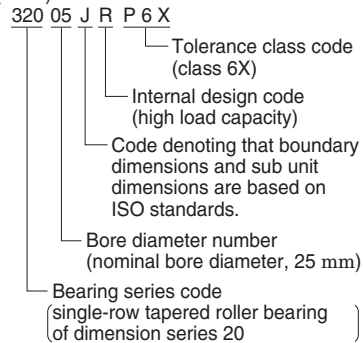 320 05 J R P 6 X
Tolerance class code
(class 6X)
Internal design code
(high load capacity)
Code denoting that boundary
dimensions and sub unit
dimensions are based on
ISO standards.
Bore diameter number
(nominal bore diameter, 25 mm)
Bearing series code
(single-row tapered roller bearing
of dimension series 20)